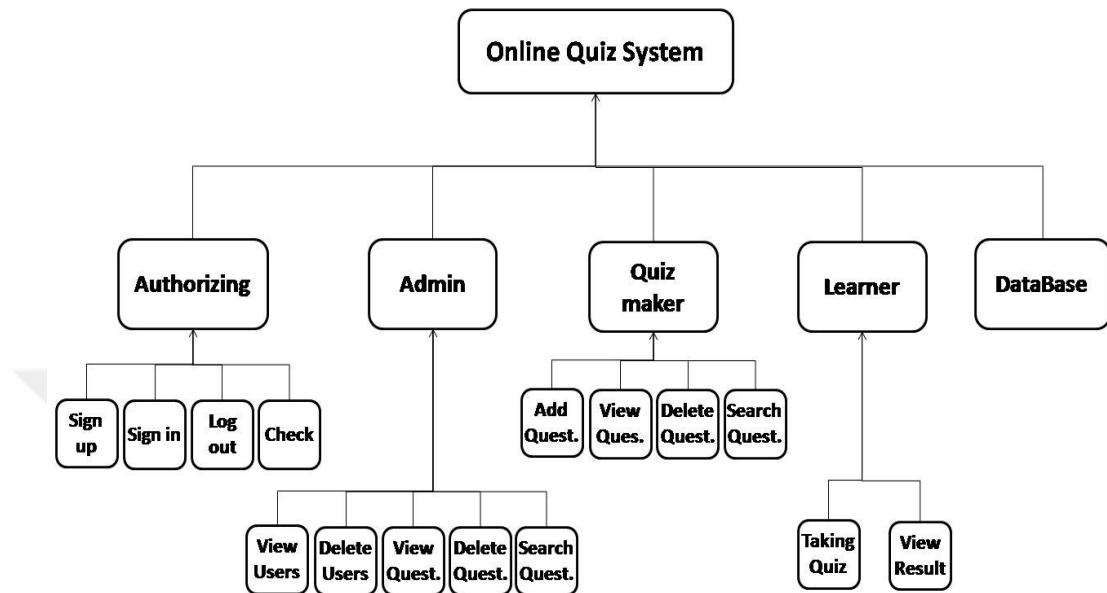 Online Quiz System
Authorizing
Admin
Quiz
maker
Learner
DataBase
Sign
up
Sign in
Log
out
Check
Add
Quest.
View
Ques.
Delete
Quest.
Search
Quest.
View
Users
Delete
Users
View
Quest.
Delete
Quest.
Search
Quest.
Taking
Quiz
View
Result